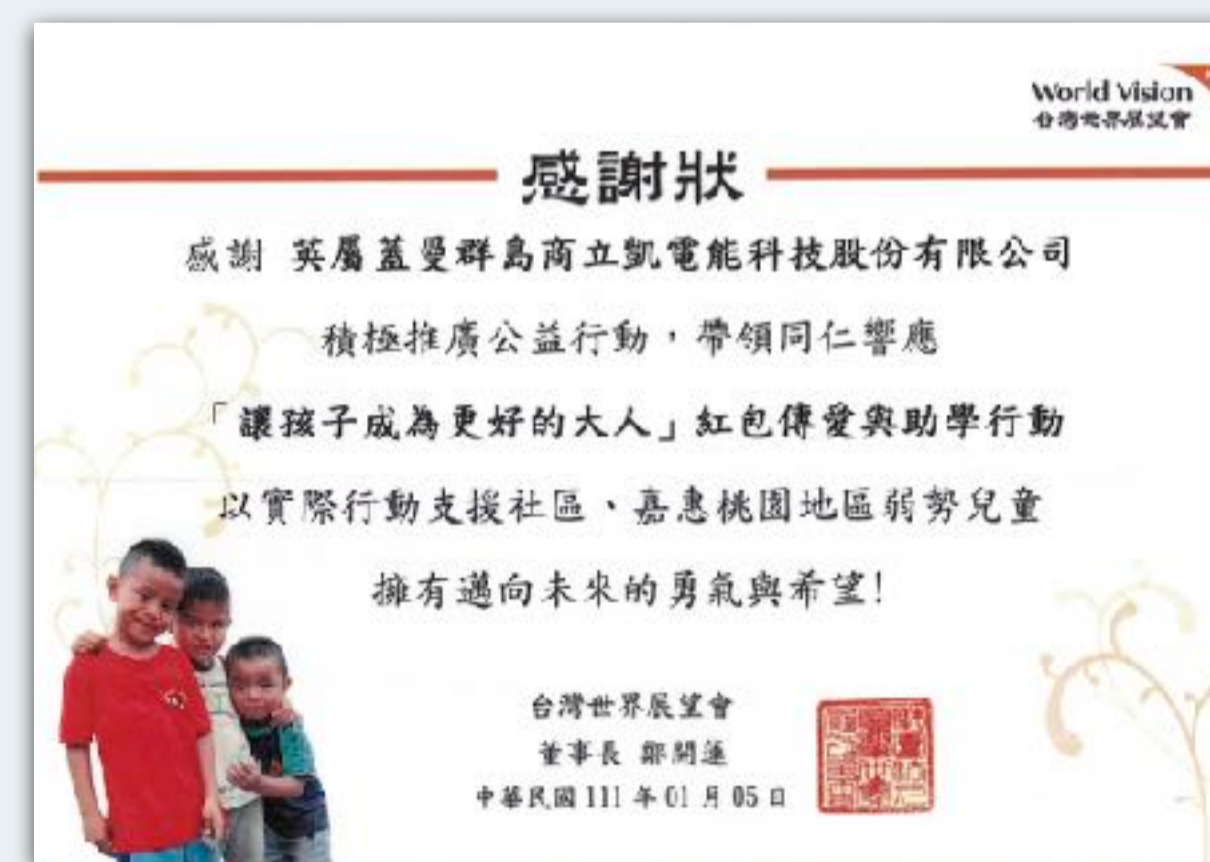 World Vision
台灣世界展望會
感謝狀
感謝 英屬蓋曼群島商立凱電能科技股份有限公司
積極推廣公益行動，帶領同仁響應
「讓孩子成為更好的大人」紅包傳愛與助學行動
以實際行動支援社區、嘉惠桃園地區弱勢兒童
擁有邁向未來的勇氣與希望!
台灣世界展望會
董事長 鄭開蓮
中華民國 111 年 01 月 05 日